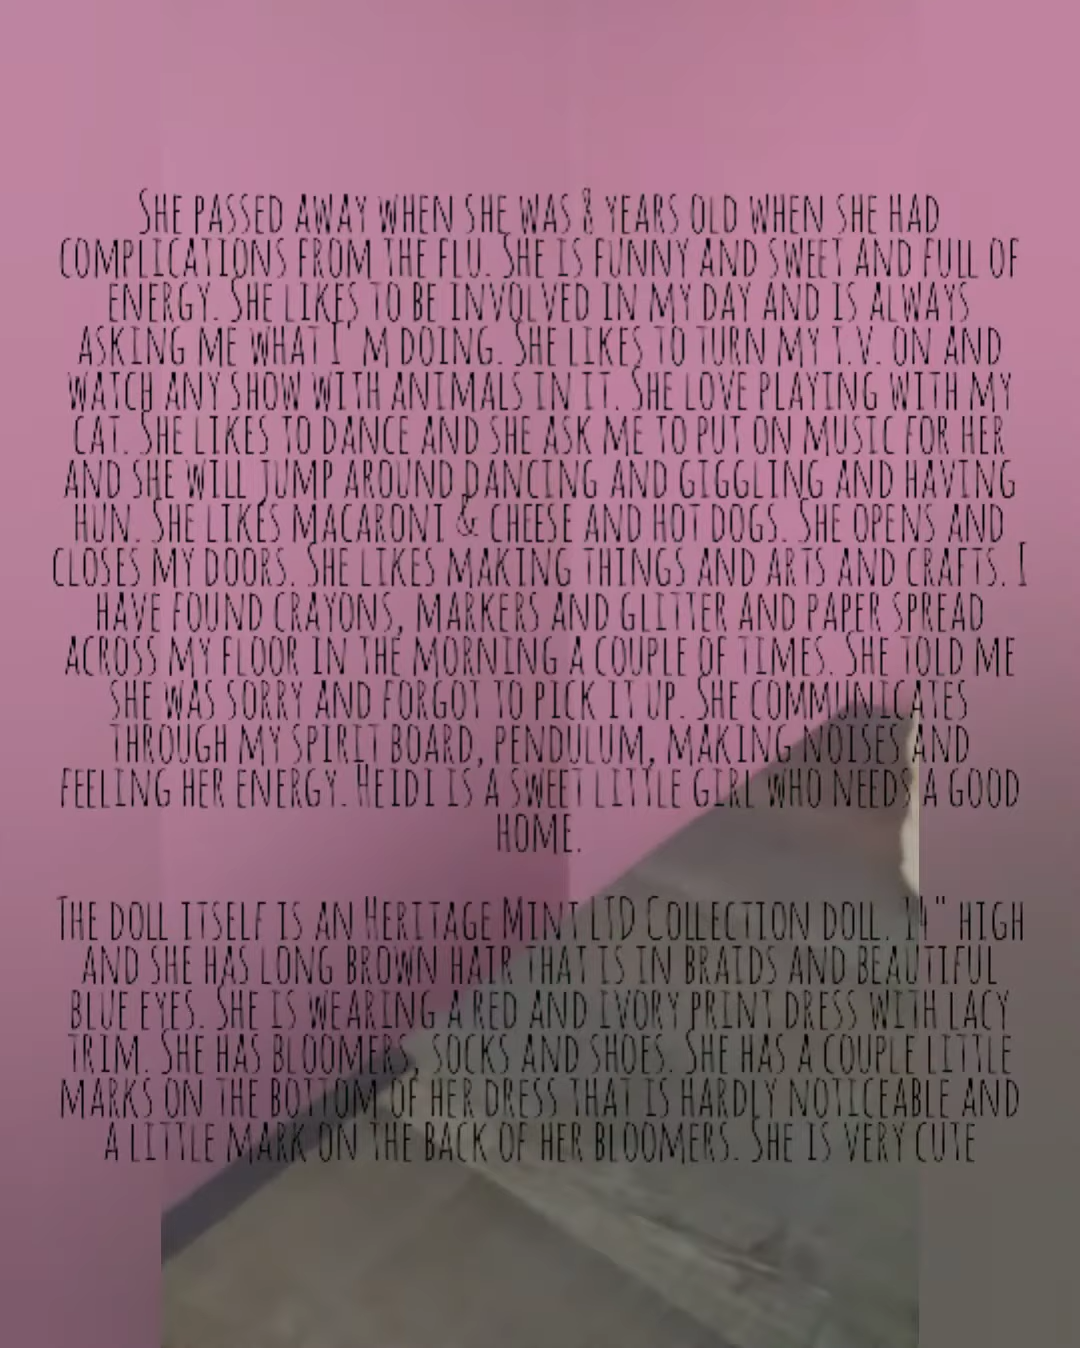 She passed away when she was 8 years old when she had
complications from the flu. She is funny and sweet and full of
energy. She likes to be involved in my day and is always
asking me what I'm doing. She likes to turn my T.V. on and
watch any show with animals in it. She love playing with my
cat. She likes to dance and she ask me to put on music for her
and she will jump around dancing and giggling and having
hun. She likes macaroni & cheese and hot dogs. She opens and
closes my doors. She likes making things and arts and crafts. I
have found crayons, markers and glitter and paper spread
across my floor in the morning a couple of times. She told me
she was sorry and forgot to pick it up. She communicates
through my spirit board, pendulum, making noises and
feeling her energy. Heidi is a sweet little girl who needs a good
home.
The doll itself is an Heritage Mint LTD Collection doll. 14" high
and she has long brown hair that is in braids and beautiful
blue eyes. She is wearing a red and ivory print dress with lacy
trim. She has bloomers, socks and shoes. She has a couple little
marks on the bottom of her dress that is hardly noticeable and
a little mark on the back of her bloomers. She is very cute